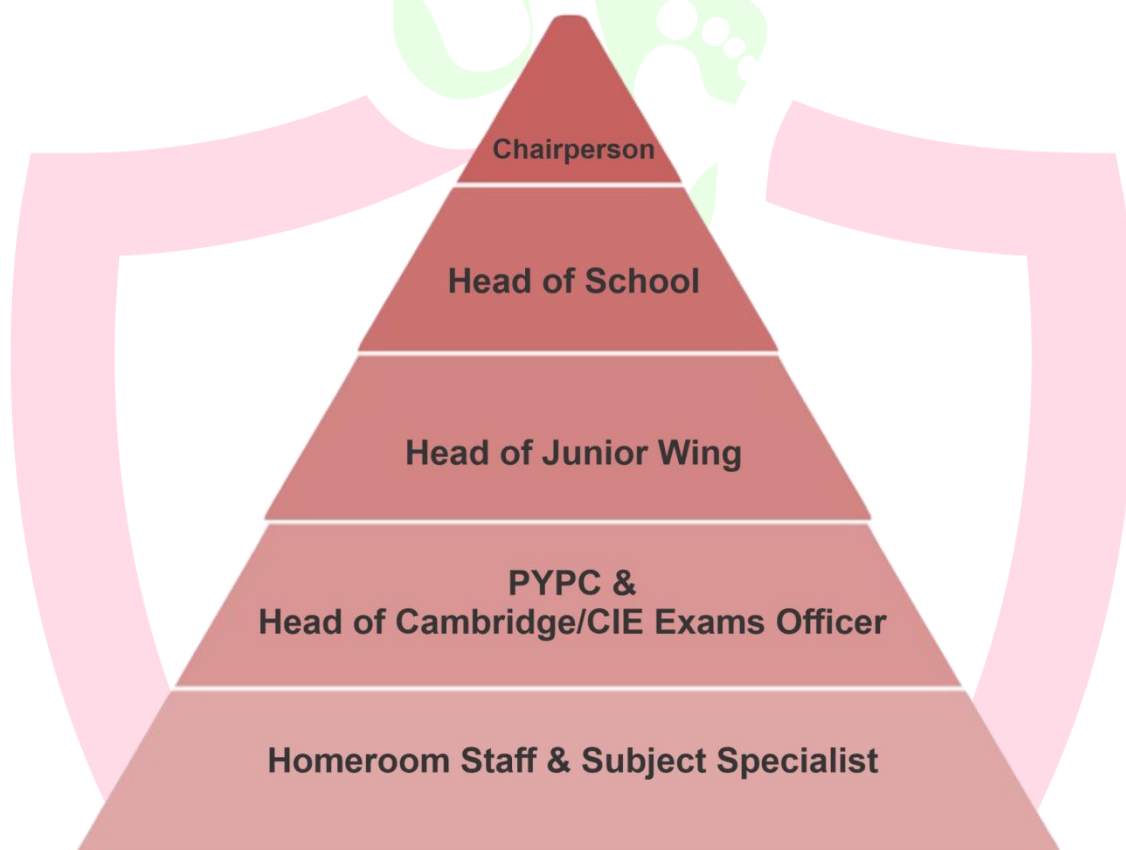 Chairperson
Head of School
Head of Junior Wing
PYPC &
Head of Cambridge/CIE Exams Officer
Homeroom Staff & Subject Specialist